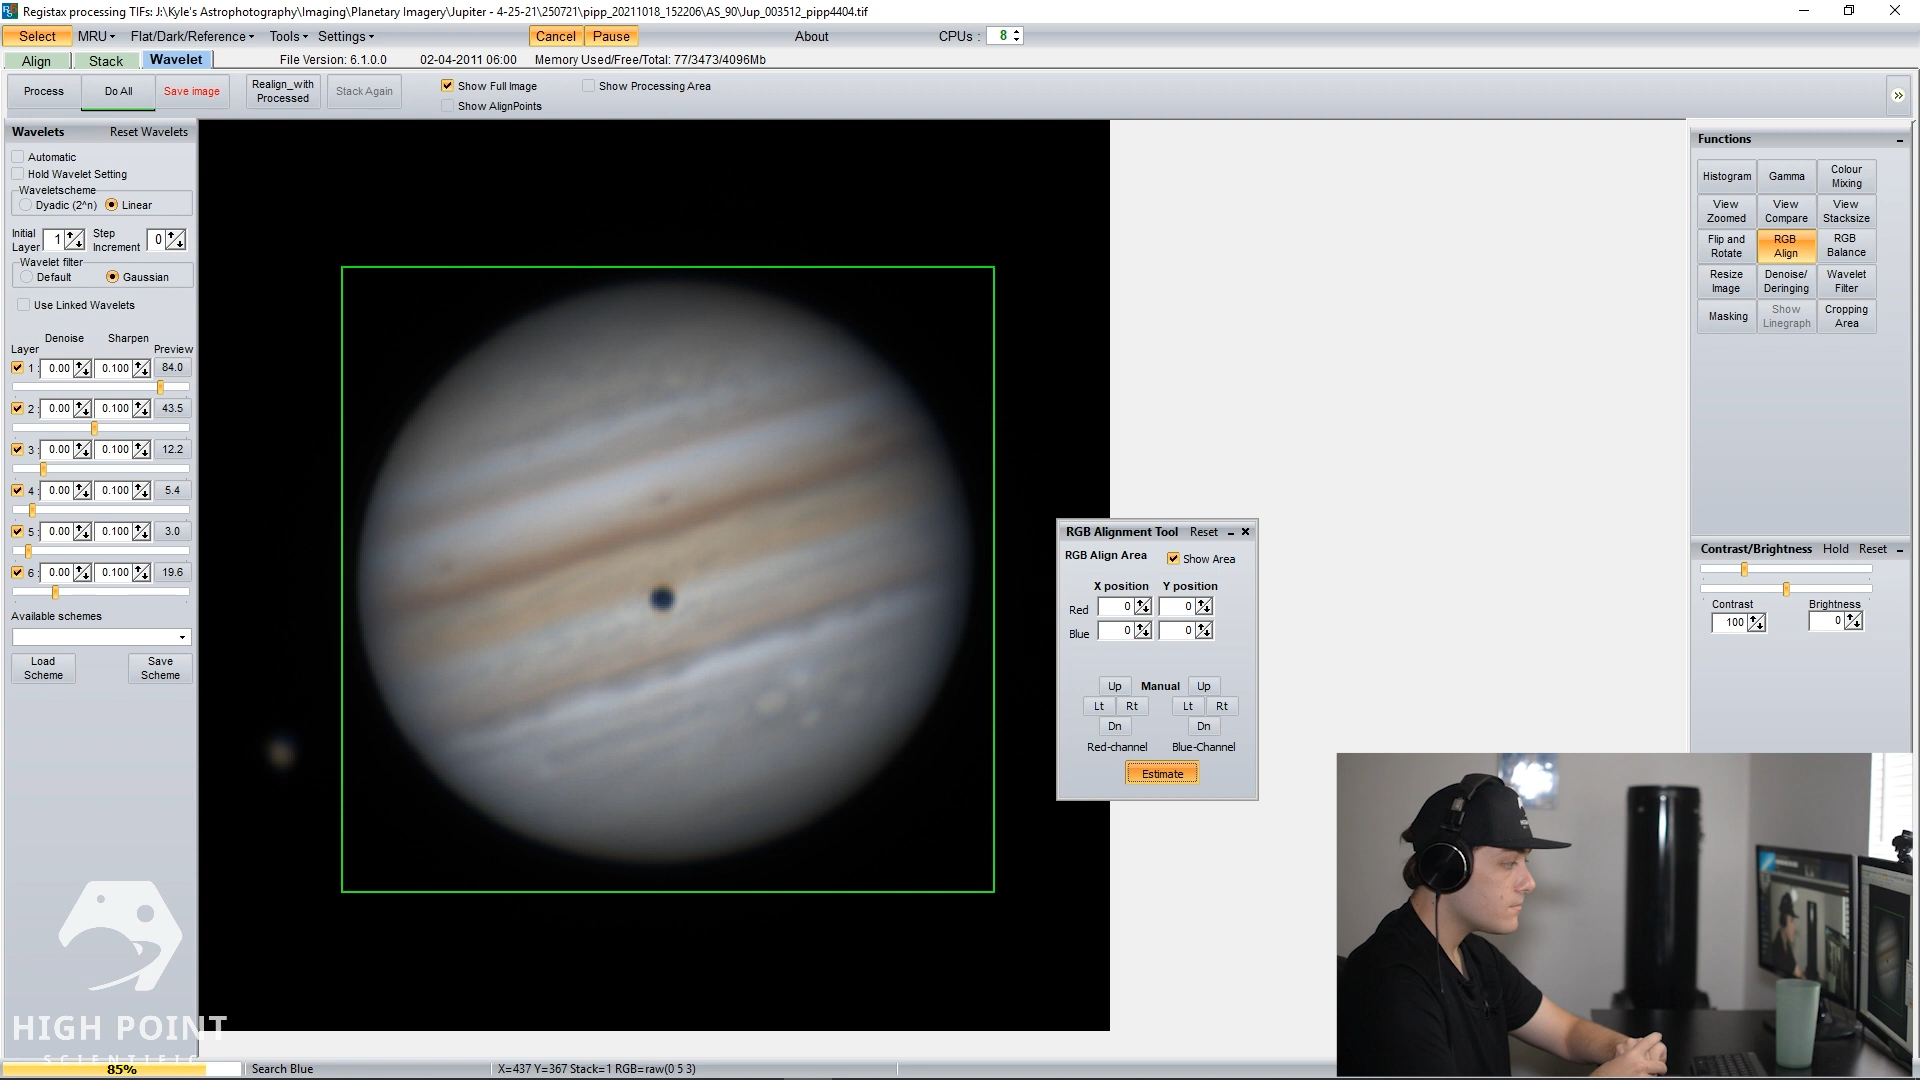 Registax processing TIFs: J:\Kyle's Astrophotography\Imaging\Planetary Imagery\Jupiter - 4-25-21\250721\pipp_20211018_152206\AS_90\Jup_003512_pipp4404.tif
Select MRU Flat/Dark/Reference Tools Settings Cancel Pause About CPUs : 8
Align Stack Wavelet File Version: 6.1.0.0 02-04-2011 06:00 Memory Used/Free/Total: 77/3473/4096Mb
Process Do All Save image Realign_with Processed Stack Again
Show Full Image Show Processing Area
Show AlignPoints
Wavelets Reset Wavelets
Automatic
Hold Wavelet Setting
Waveletscheme
Dyadic (2^n) Linear
Initial Layer 1 Step Increment 0
Wavelet filter
Default Gaussian
Use Linked Wavelets
Denoise Sharpen
Layer Preview
1 : 0.00 0.100 84.0
2 : 0.00 0.100 43.5
3 : 0.00 0.100 12.2
4 : 0.00 0.100 5.4
5 : 0.00 0.100 3.0
6 : 0.00 0.100 19.6
Available schemes
Load Scheme Save Scheme
RGB Alignment Tool Reset
RGB Align Area Show Area
X position Y position
Red 0 0
Blue 0 0
Up Manual Up
Lt Rt Lt Rt
Dn Dn
Red-channel Blue-Channel
Estimate
Functions
Histogram Gamma Colour Mixing
View Zoomed View Compare View Stacksize
Flip and Rotate RGB Align RGB Balance
Resize Image Denoise/ Deringing Wavelet Filter
Masking Show Linegraph Cropping Area
Contrast/Brightness Hold Reset
Contrast Brightness
100 0
HIGH POINT
SCIENTIFIC
85% Search Blue X=437 Y=367 Stack=1 RGB=raw(0 5 3)